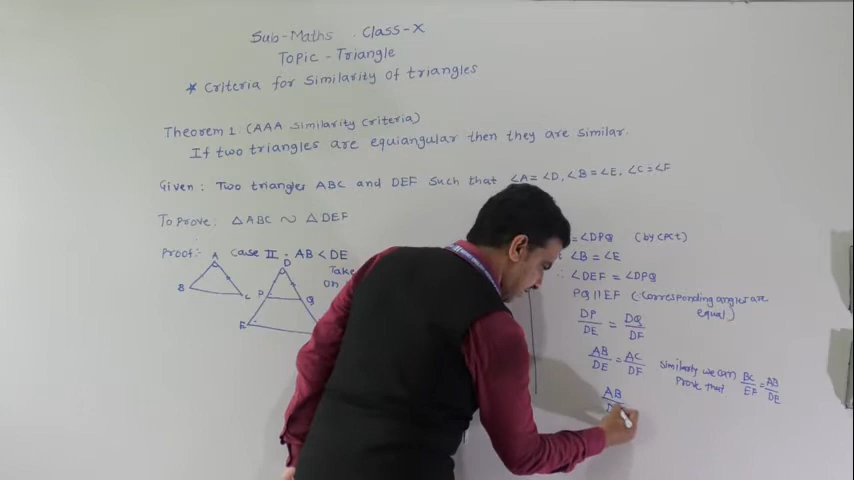 Sub-Maths . Class-X
Topic - Triangle
* Criteria for Similarity of triangles
Theorem 1: (AAA Similarity Criteria)
If two triangles are equiangular then they are similar.
Given: Two triangles ABC and DEF such that ∠A=∠D, ∠B=∠E, ∠C=∠F
To Prove: △ABC ~ △DEF
Proof:- Case II . AB < DE
A
B
C
D
P
Q
E
Take
on
=∠DPQ (by CPCT)
∠B=∠E
∴ ∠DEF = ∠DPQ
PQ || EF (∵ Corresponding angles are
equal)
DP/DE = DQ/DF
AB/DE = AC/DF
Similarly we can
Prove that BC/EF = AB/DE
AB